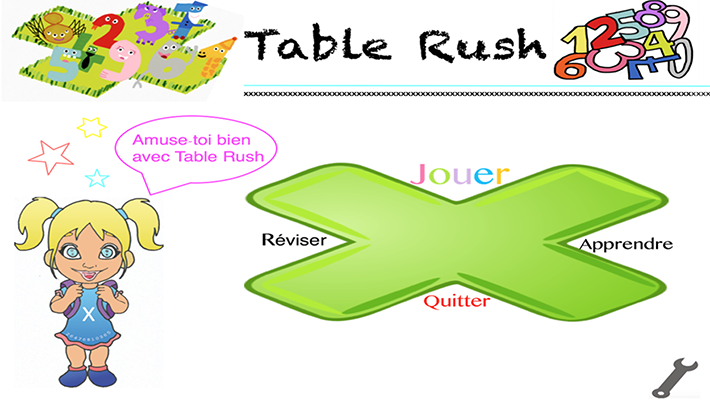 Table Rush
Amuse-toi bien
avec Table Rush
Jouer
Réviser
Apprendre
Quitter
X